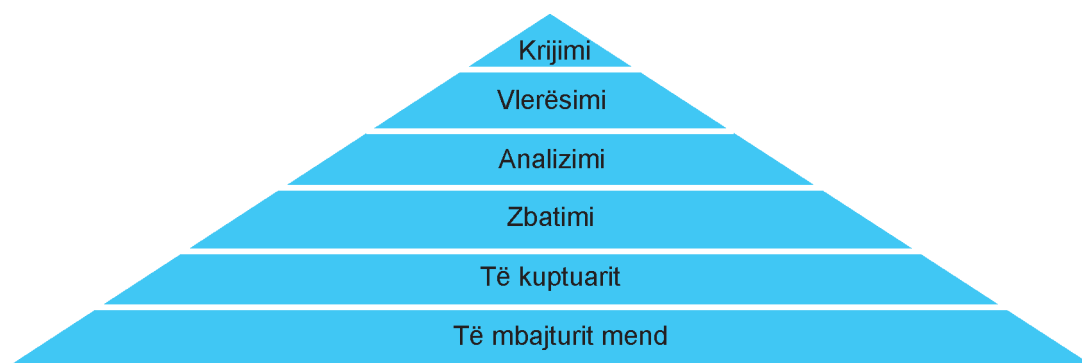 Krijimi
Vlerësimi
Analizimi
Zbatimi
Të kuptuarit
Të mbajturit mend